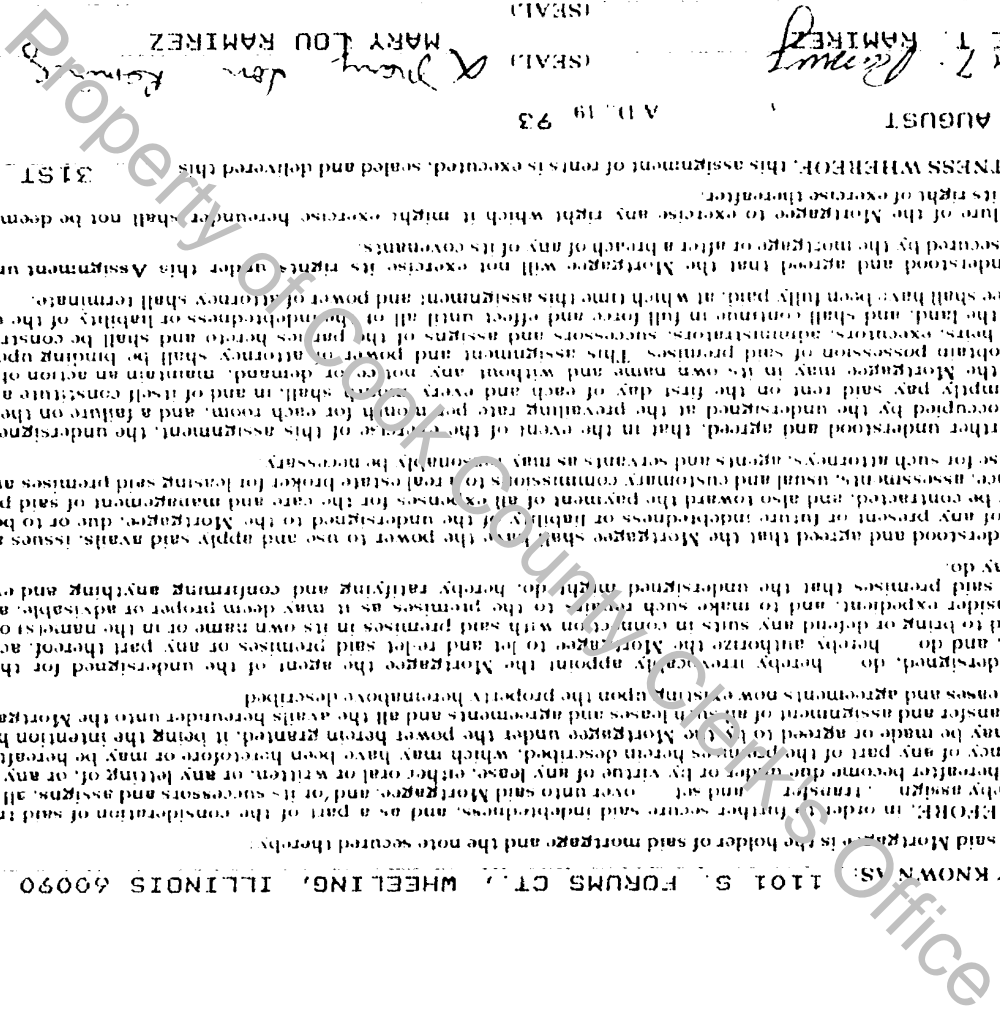 KNOWN AS: 1101 S. FORUMS CT., WHEELING, ILLINOIS 60090
said Mortgagee is the holder of said mortgage and the note secured thereby:
EFORE, in order to further secure said indebtedness, and as a part of the consideration of said tr
by assign , transfer and set over unto said Mortgagee, and/or its successors and assigns, all
hereafter become due under or by virtue of any lease, either oral or written, or any letting of, or any
ncy of any part of the premises herein described, which may have been heretofore or may be hereaft
may be made or agreed to by the Mortgagee under the power herein granted, it being the intention h
ansfer and assignment of all such leases and agreements and all the avails hereunder unto the Mortga
eases and agreements now existing upon the property hereinabove described
dersigned, do hereby irrevocably appoint the Mortgagee the agent of the undersigned for th
, and do hereby authorize the Mortgagee to let and re-let said premises or any part thereof, ac
d to bring or defend any suits in connection with said premises in its own name or in the name(s) o
nsider expedient, and to make such repairs to the premises as it may deem proper or advisable, a
said premises that the undersigned might do, hereby ratifying and confirming anything and e
ay do.
derstood and agreed that the Mortgagee shall have the power to use and apply said avails, issues a
of any present or future indebtedness or liability of the undersigned to the Mortgagee, due or to be
be contracted, and also toward the payment of all expenses for the care and management of said p
nce, assessments, usual and customary commissions to a real estate broker for leasing said premises an
se for such attorneys, agents and servants as may reasonably be necessary.
rther understood and agreed, that in the event of the exercise of this assignment, the undersigne
occupied by the undersigned at the prevailing rate per month for each room, and a failure on the
mptly pay said rent on the first day of each and every month shall, in and of itself constitute a
the Mortgagee may in its own name and without any notice or demand, maintain an action of
obtain possession of said premises. This assignment and power of attorney shall be binding upo
heirs, executors, administrators, successors and assigns of the parties hereto and shall be constr
the land, and shall continue in full force and effect until all of the indebtedness or liability of the
ee shall have been fully paid, at which time this assignment and power of attorney shall terminate.
nderstood and agreed that the Mortgagee will not exercise its rights under this Assignment un
secured by the mortgage or after a breach of any of its covenants.
lure of the Mortgagee to exercise any right which it might exercise hereunder shall not be deem
its right of exercise thereafter.
TNESS WHEREOF, this assignment of rents is executed, sealed and delivered this 31ST
AUGUST , A.D., 19 93
T. Ramirez (SEAL) X Mary Lou Ramirez
E T. RAMIREZ MARY LOU RAMIREZ
(SEAL)
Property of Cook County Clerk's Office